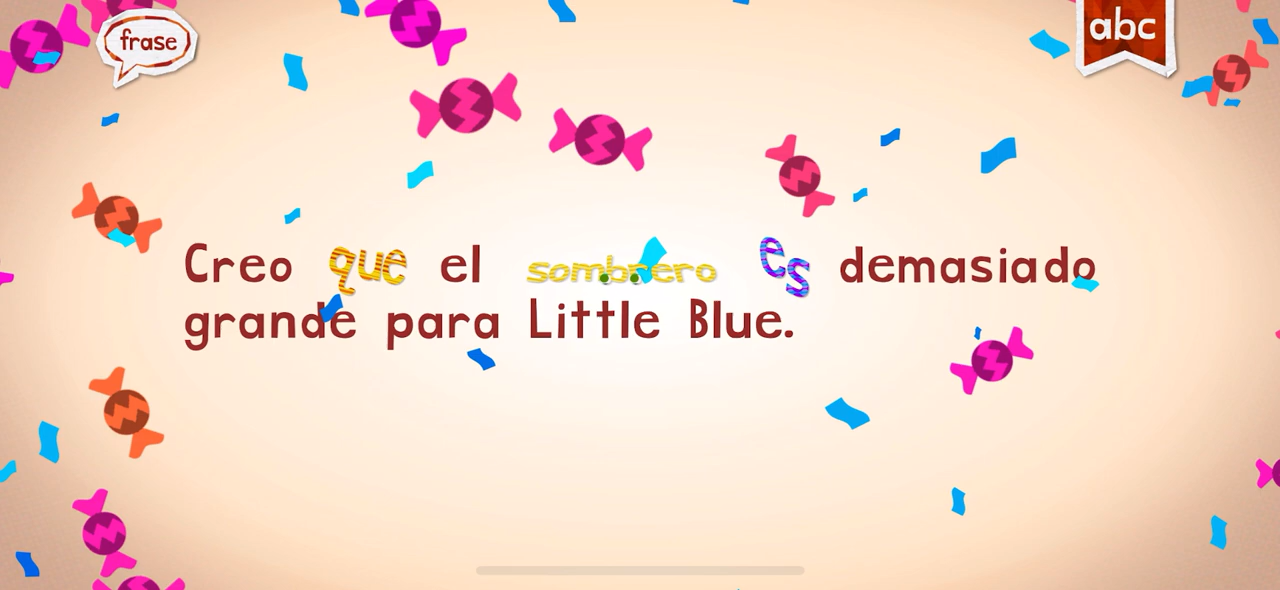 frase
abc
Creo que el sombrero es demasiado
grande para Little Blue.